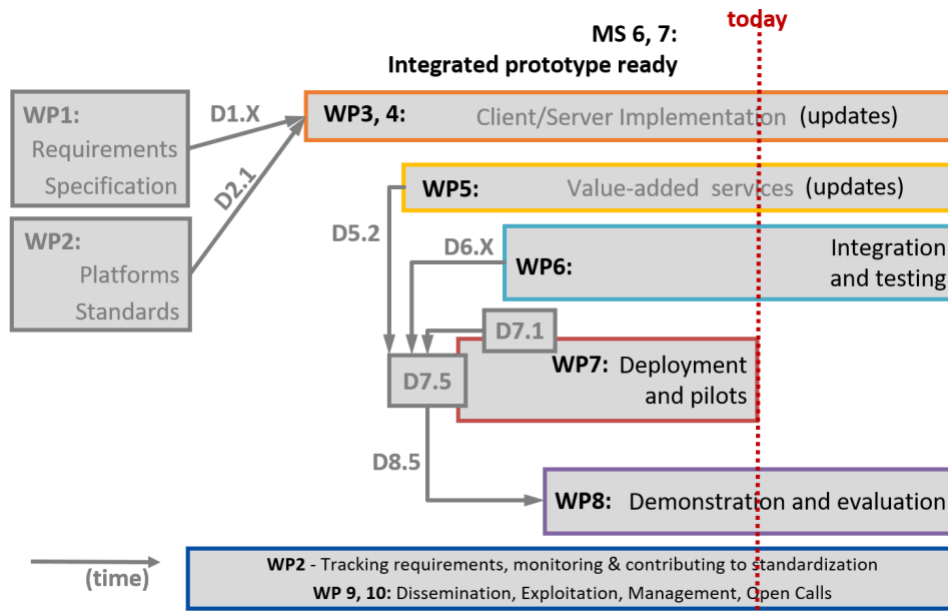 today
MS 6, 7:
Integrated prototype ready
WP1:
Requirements
Specification
D1.X
WP3, 4: Client/Server Implementation (updates)
D2.1
WP5: Value-added services (updates)
WP2:
Platforms
Standards
D5.2
D6.X
WP6: Integration
and testing
D7.1
D7.5
WP7: Deployment
and pilots
D8.5
WP8: Demonstration and evaluation
(time)
WP2 - Tracking requirements, monitoring & contributing to standardization
WP 9, 10: Dissemination, Exploitation, Management, Open Calls